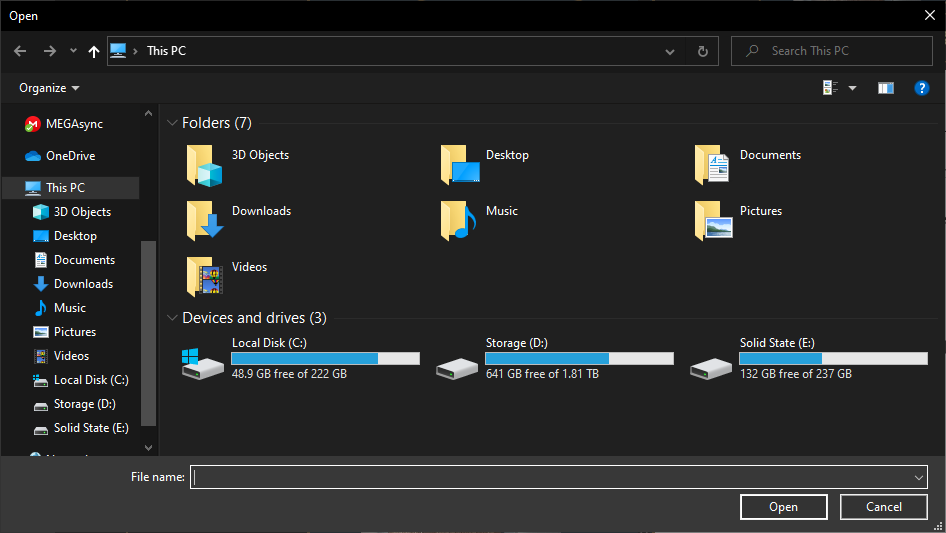 Open
This PC
Search This PC
Organize
MEGAsync
OneDrive
This PC
3D Objects
Desktop
Documents
Downloads
Music
Pictures
Videos
Local Disk (C:)
Storage (D:)
Solid State (E:)
Folders (7)
3D Objects
Desktop
Documents
Downloads
Music
Pictures
Videos
Devices and drives (3)
Local Disk (C:)
48.9 GB free of 222 GB
Storage (D:)
641 GB free of 1.81 TB
Solid State (E:)
132 GB free of 237 GB
File name:
Open
Cancel